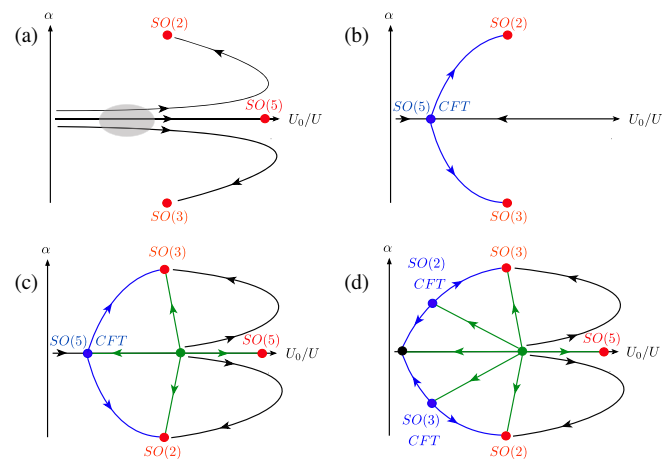 (a)
α
SO(2)
SO(5)
U₀/U
SO(3)
(b)
α
SO(2)
SO(5) CFT
U₀/U
SO(3)
(c)
α
SO(3)
SO(5) CFT
SO(5)
U₀/U
SO(2)
(d)
α
SO(3)
SO(2)
CFT
SO(5)
U₀/U
SO(3)
CFT
SO(2)